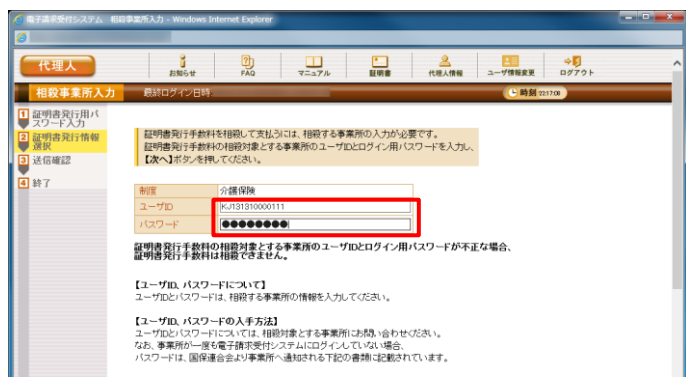 電子請求受付システム 相殺事業所入力 - Windows Internet Explorer
代理人
お知らせ
FAQ
マニュアル
証明書
代理人情報
ユーザ情報変更
ログアウト
相殺事業所入力
最終ログイン日時
時刻 22:17:08
1 証明書発行用パスワード入力
2 証明書発行情報選択
3 送信確認
4 終了
証明書発行手数料を相殺して支払うには、相殺する事業所の入力が必要です。
証明書発行手数料の相殺対象とする事業所のユーザIDとログイン用パスワードを入力し、
【次へ】ボタンを押してください。
制度 介護保険
ユーザID KJ131310000111
パスワード ●●●●●●●●
証明書発行手数料の相殺対象とする事業所のユーザIDとログイン用パスワードが不正な場合、
証明書発行手数料は相殺できません。
【ユーザID、パスワードについて】
ユーザIDとパスワードは、相殺する事業所の情報を入力してください。
【ユーザID、パスワードの入手方法】
ユーザIDとパスワードについては、相殺対象とする事業所にお問い合わせください。
なお、事業所が一度も電子請求受付システムにログインしていない場合、
パスワードは、国保連合会より事業所へ通知される下記の書類に記載されています。